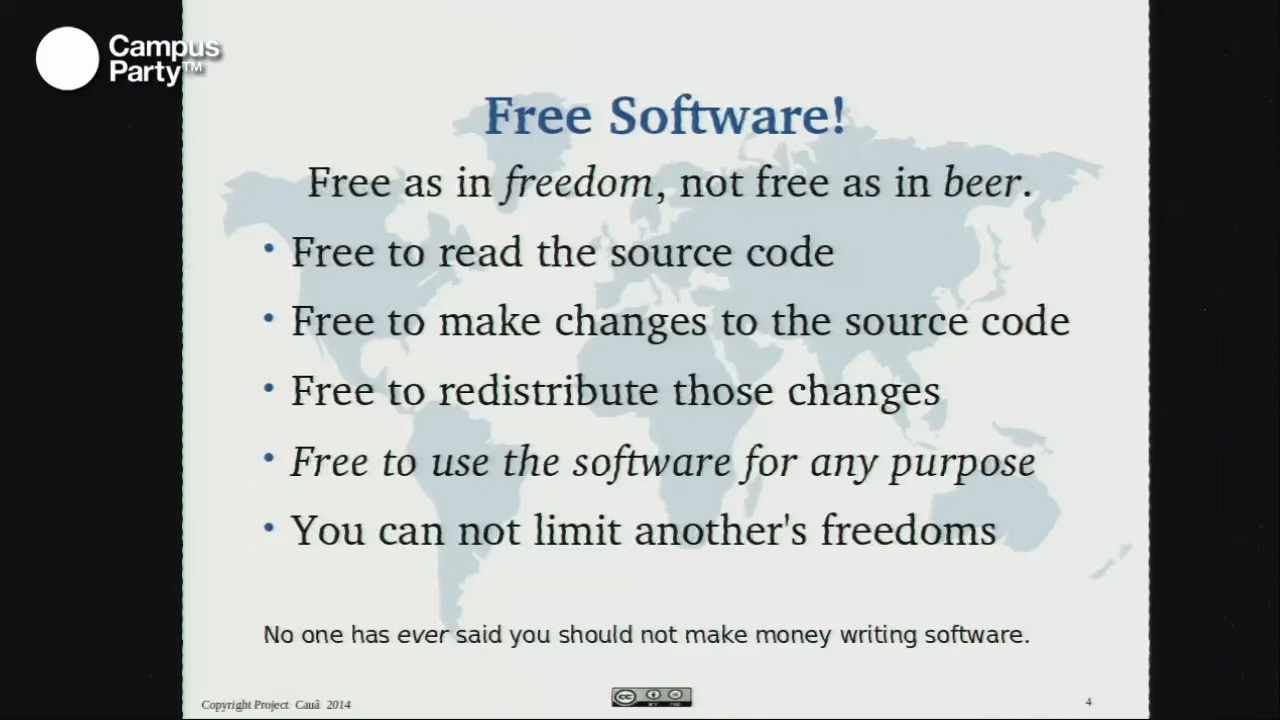 Campus
Party™
Free Software!
Free as in freedom, not free as in beer.
• Free to read the source code
• Free to make changes to the source code
• Free to redistribute those changes
• Free to use the software for any purpose
• You can not limit another's freedoms
No one has ever said you should not make money writing software.
Copyright Project Cauã 2014
4